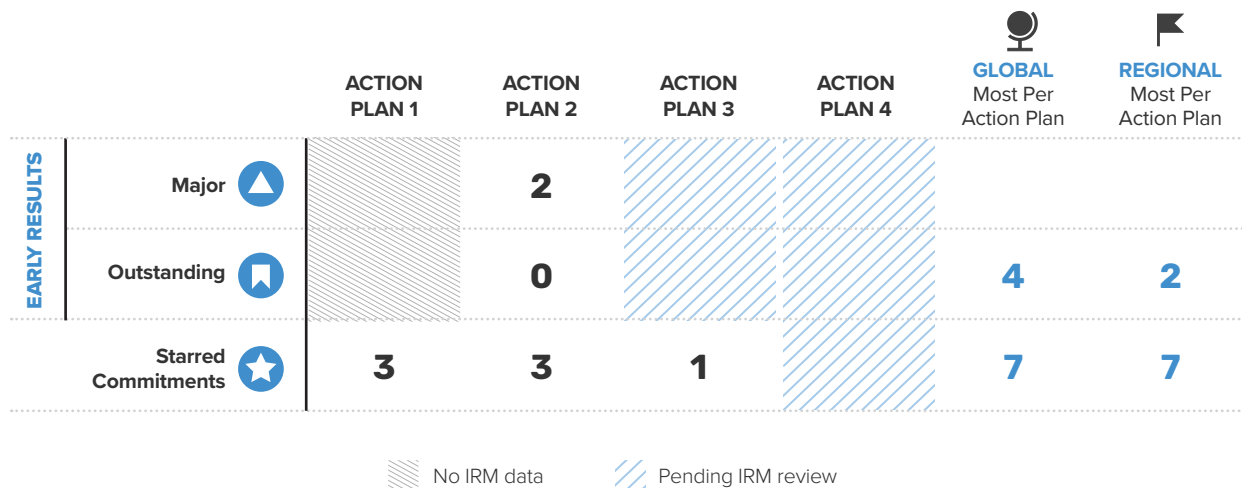 ACTION PLAN 1
ACTION PLAN 2
ACTION PLAN 3
ACTION PLAN 4
GLOBAL
Most Per
Action Plan
REGIONAL
Most Per
Action Plan
EARLY RESULTS
Major
2
Outstanding
0
4
2
Starred
Commitments
3
3
1
7
7
No IRM data
Pending IRM review